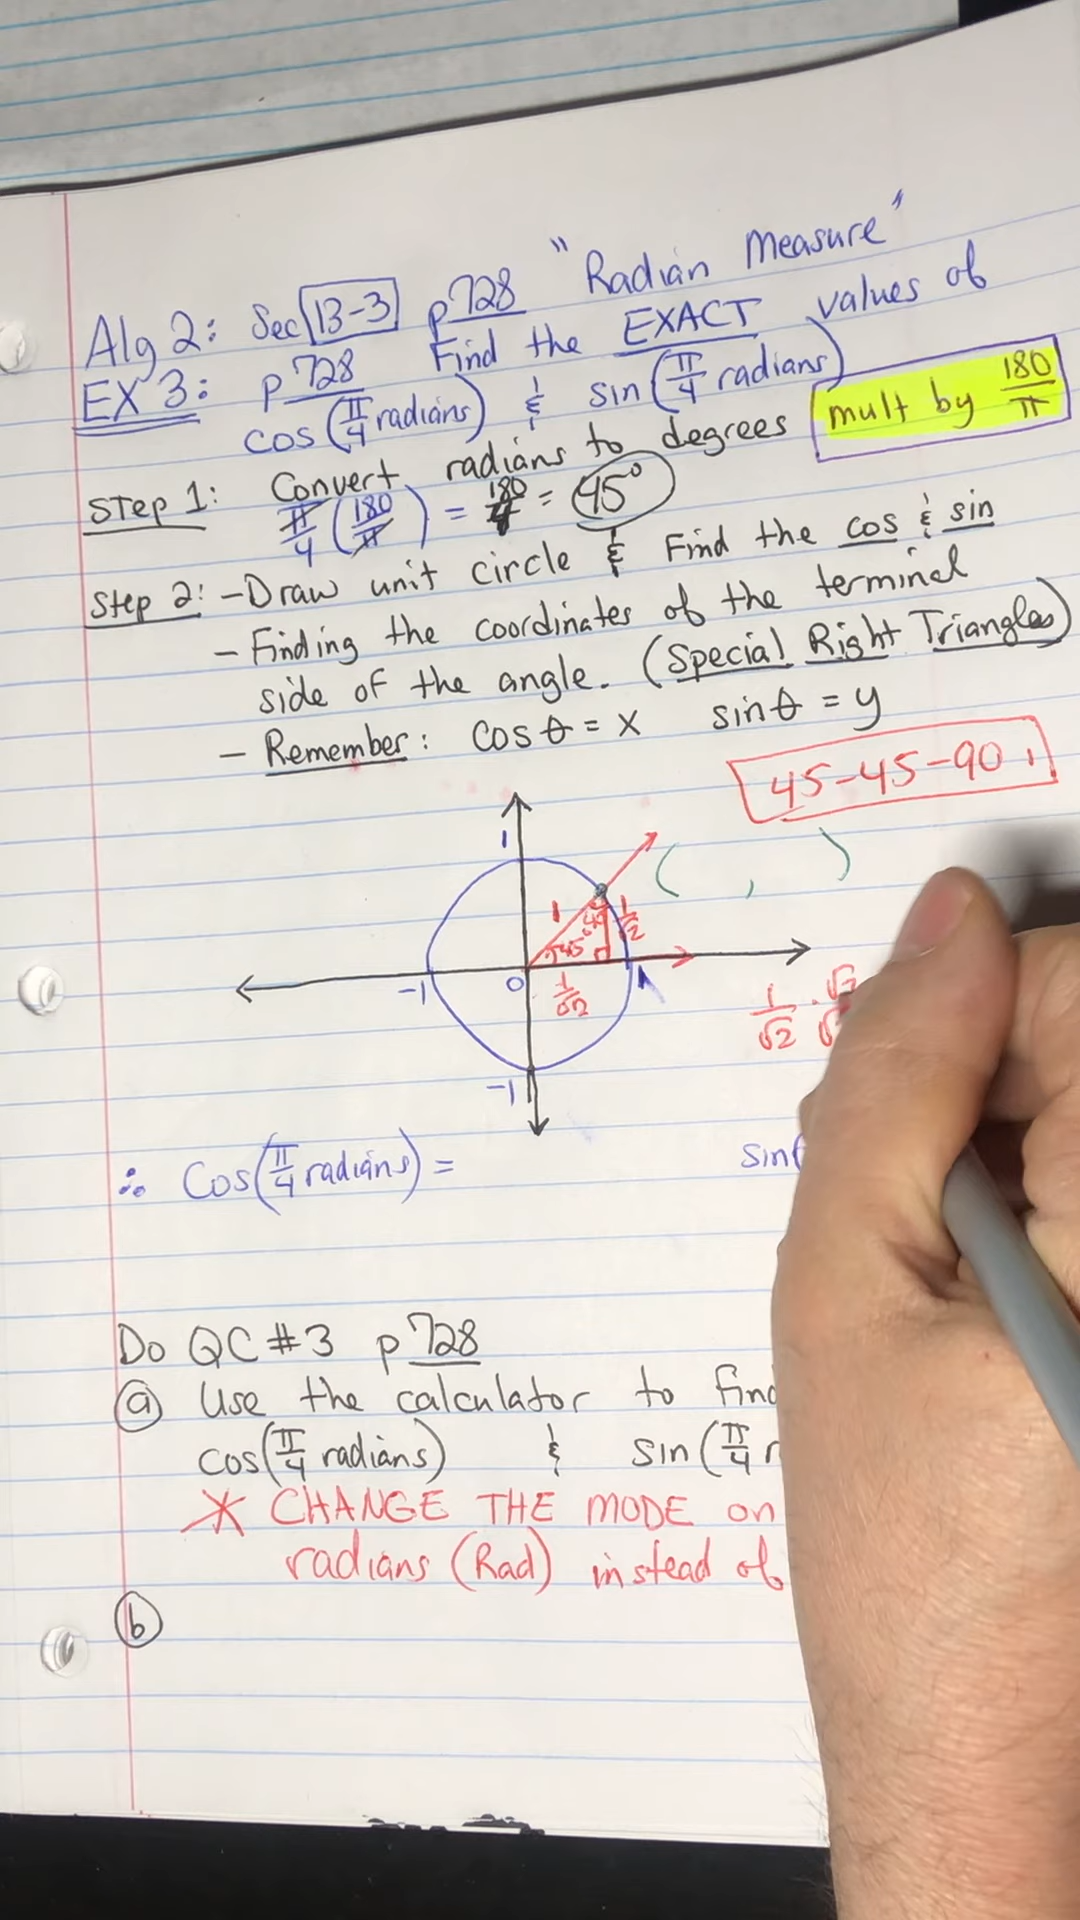 Alg 2: Sec 13-3 p728 "Radian Measure"
EX 3: p728 Find the EXACT values of
cos(π/4 radians) & sin(π/4 radians)
Step 1: Convert radians to degrees mult by 180/π
π/4 (180/π) = 180/4 = 45°
Step 2: - Draw unit circle & Find the cos & sin
- Finding the coordinates of the terminal
side of the angle. (Special Right Triangles)
- Remember: cos θ = x sin θ = y
45-45-90
1
( , )
1 45° 1/√2
45°
-1 0 1/√2 1
1/√2 ·
-1
∴ Cos(π/4 radians) = sin(
Do QC #3 p728
(a) Use the calculator to find
cos(π/4 radians) & sin(π/4 r
* CHANGE THE MODE on
radians (Rad) instead of
(b)